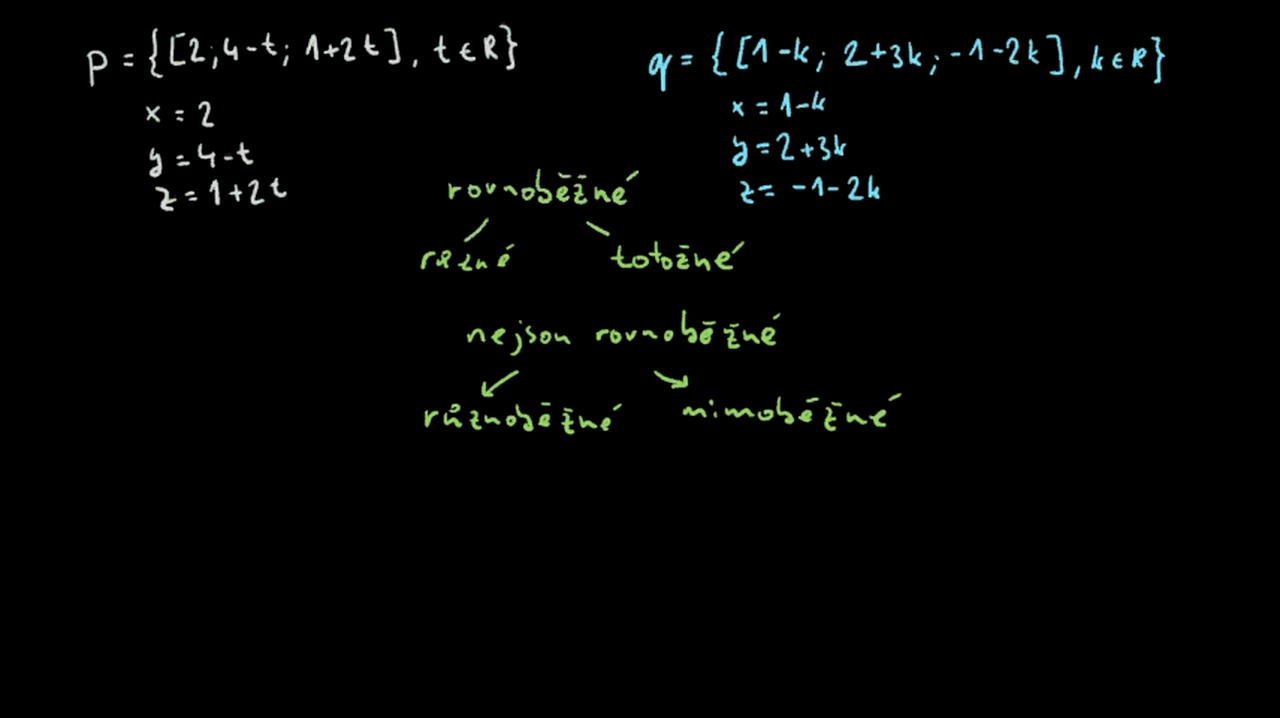 p = {[2; 4-t; 1+2t], t ∈ R}
x = 2
y = 4-t
z = 1+2t
q = {[1-k; 2+3k; -1-2k], k ∈ R}
x = 1-k
y = 2+3k
z = -1-2k
rovnoběžné
různé totožné
nejsou rovnoběžné
různoběžné mimoběžné